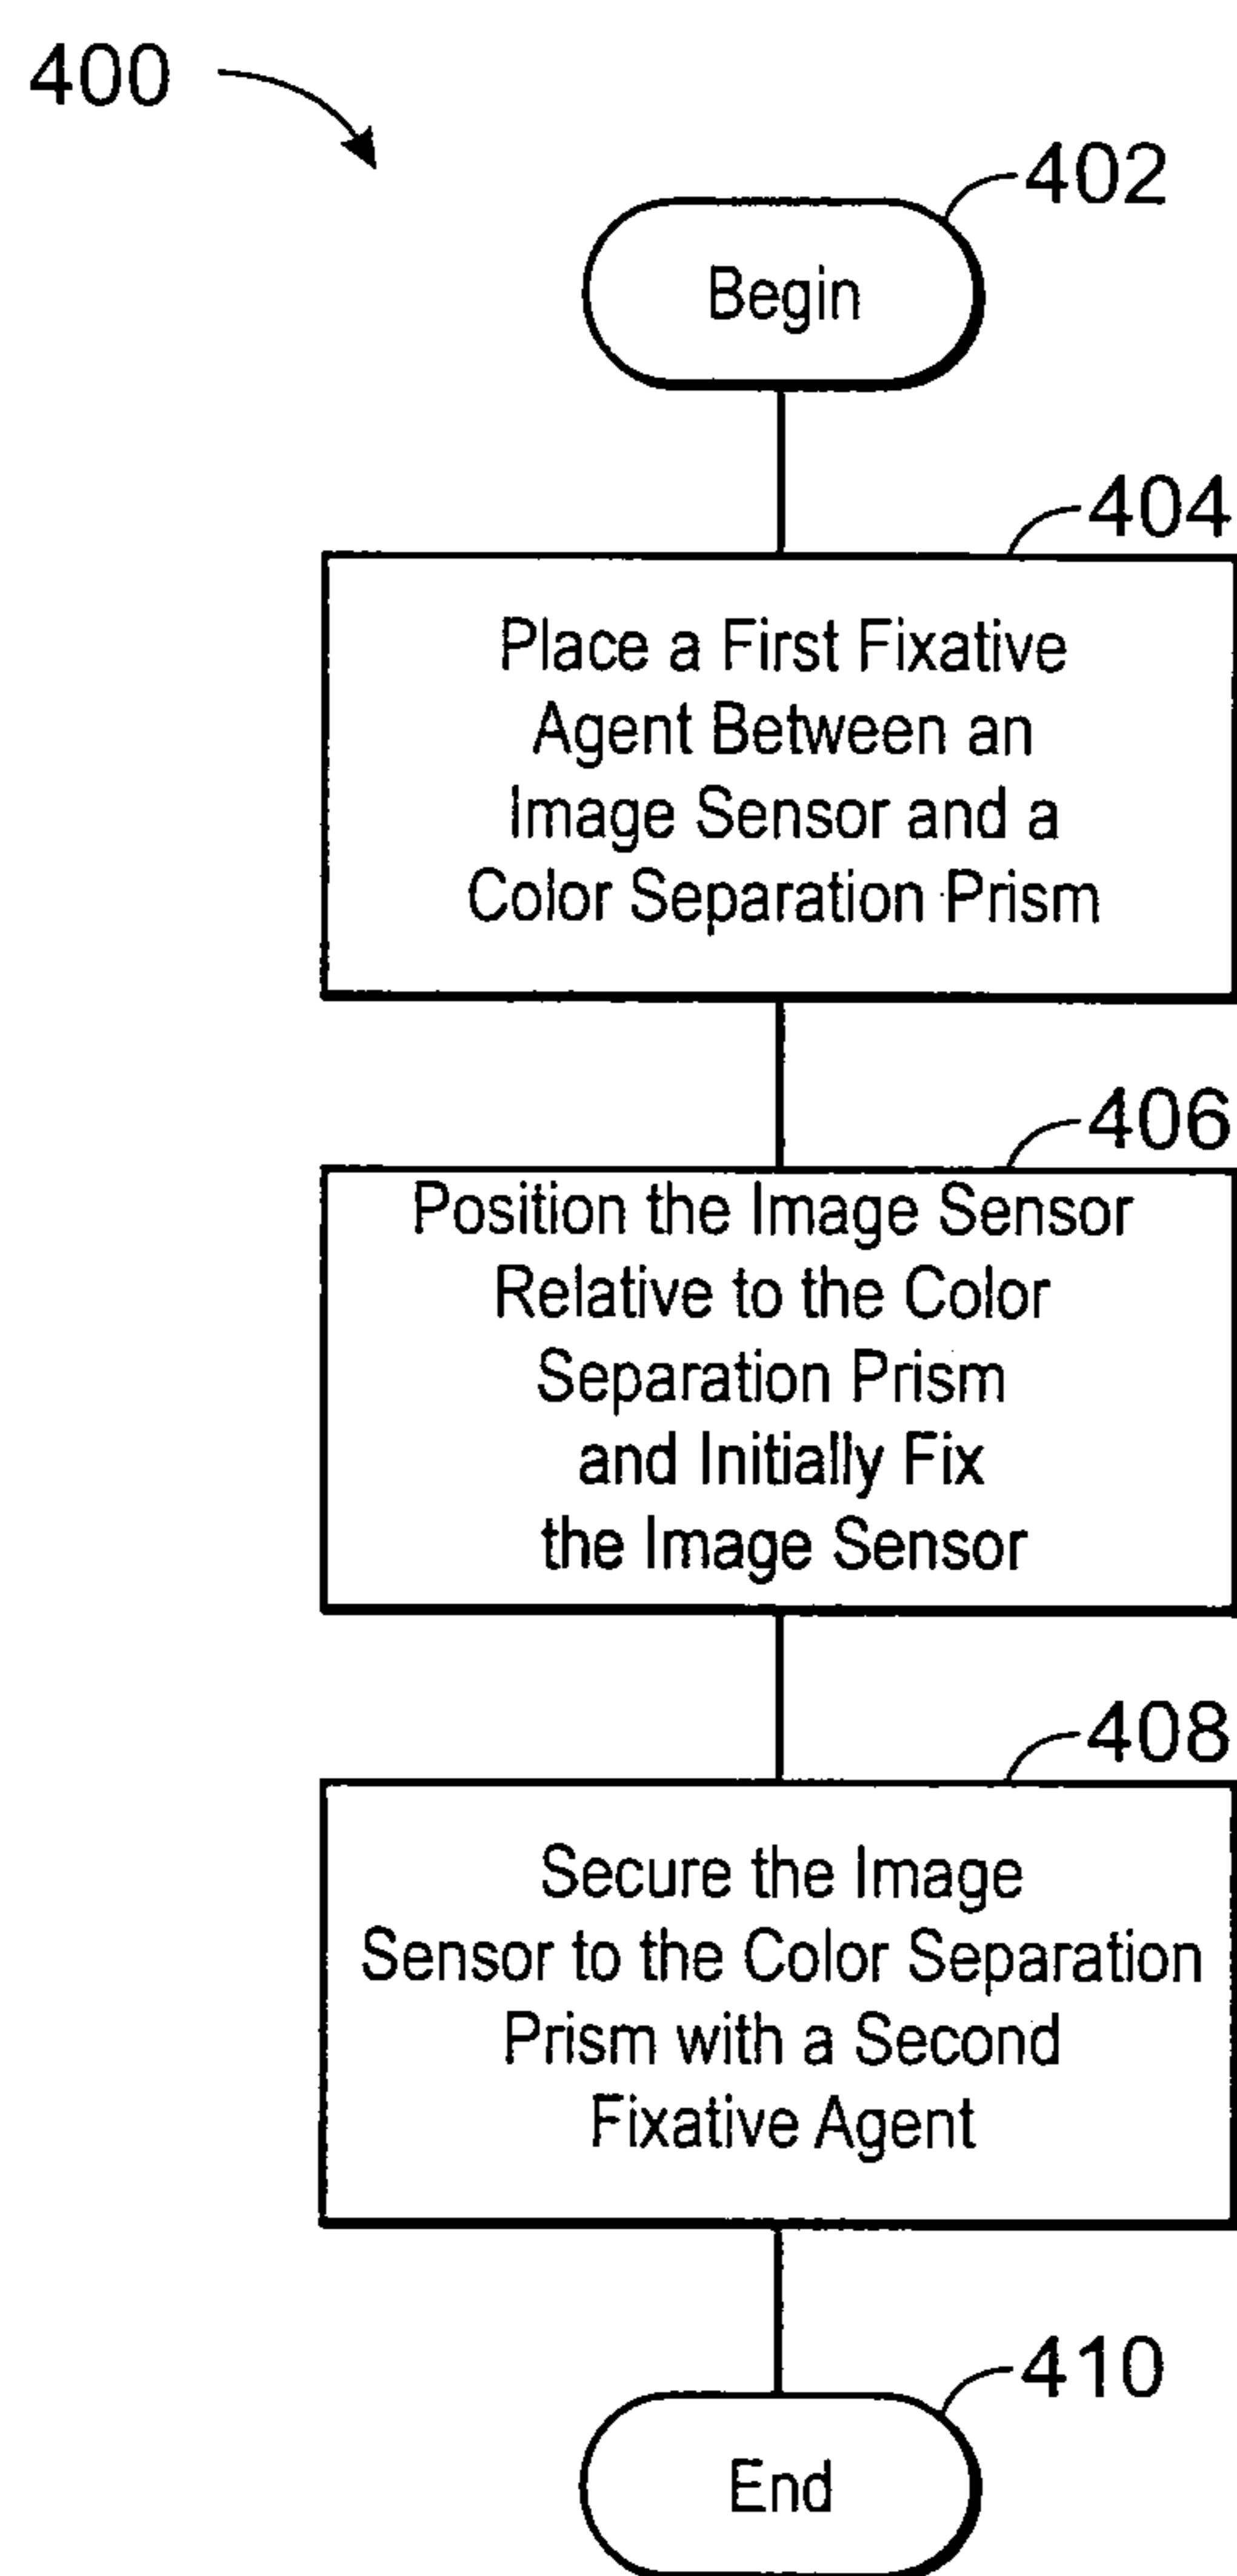 400
402
Begin
404
Place a First Fixative
Agent Between an
Image Sensor and a
Color Separation Prism
406
Position the Image Sensor
Relative to the Color
Separation Prism
and Initially Fix
the Image Sensor
408
Secure the Image
Sensor to the Color Separation
Prism with a Second
Fixative Agent
410
End